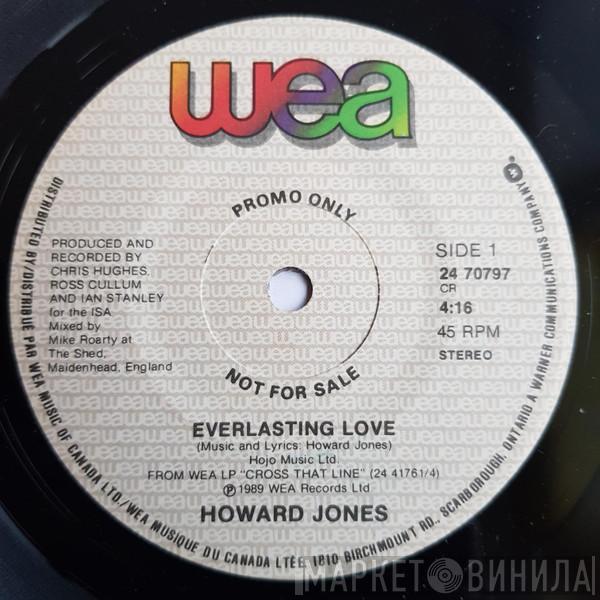 wea
PROMO ONLY
PRODUCED AND
RECORDED BY
CHRIS HUGHES,
ROSS CULLUM
AND IAN STANLEY
for the ISA
Mixed by
Mike Roarty at
The Shed,
Maidenhead, England
SIDE 1
24 70797
CR
4:16
45 RPM
STEREO
NOT FOR SALE
EVERLASTING LOVE
(Music and Lyrics: Howard Jones)
Hojo Music Ltd.
FROM WEA LP "CROSS THAT LINE" (24 41761/4)
Ⓟ1989 WEA Records Ltd
HOWARD JONES
DISTRIBUTED BY/DISTRIBUÉ PAR WEA MUSIC OF CANADA LTD./WEA MUSIQUE DU CANADA LTÉE, 1810 BIRCHMOUNT RD., SCARBOROUGH, ONTARIO A WARNER COMMUNICATIONS COMPANY
МАРКЕТ ВИНИЛА